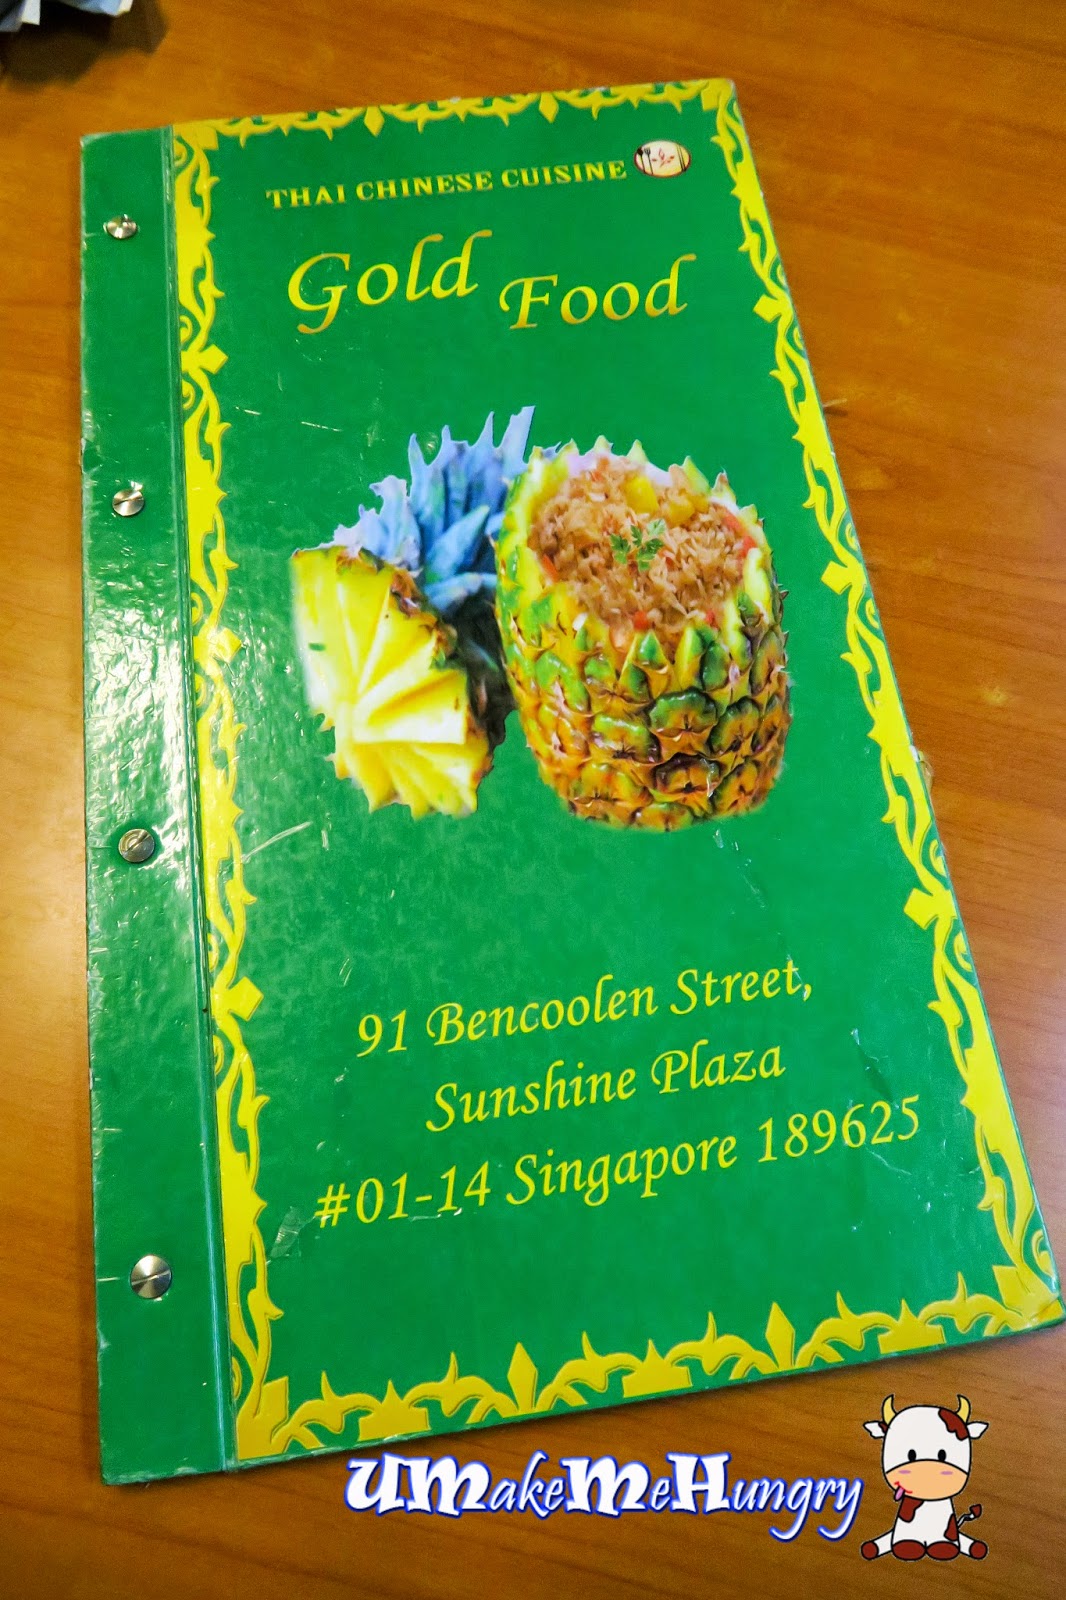 THAI CHINESE CUISINE
Gold Food
91 Bencoolen Street,
Sunshine Plaza
#01-14 Singapore 189625
UMakeMeHungry